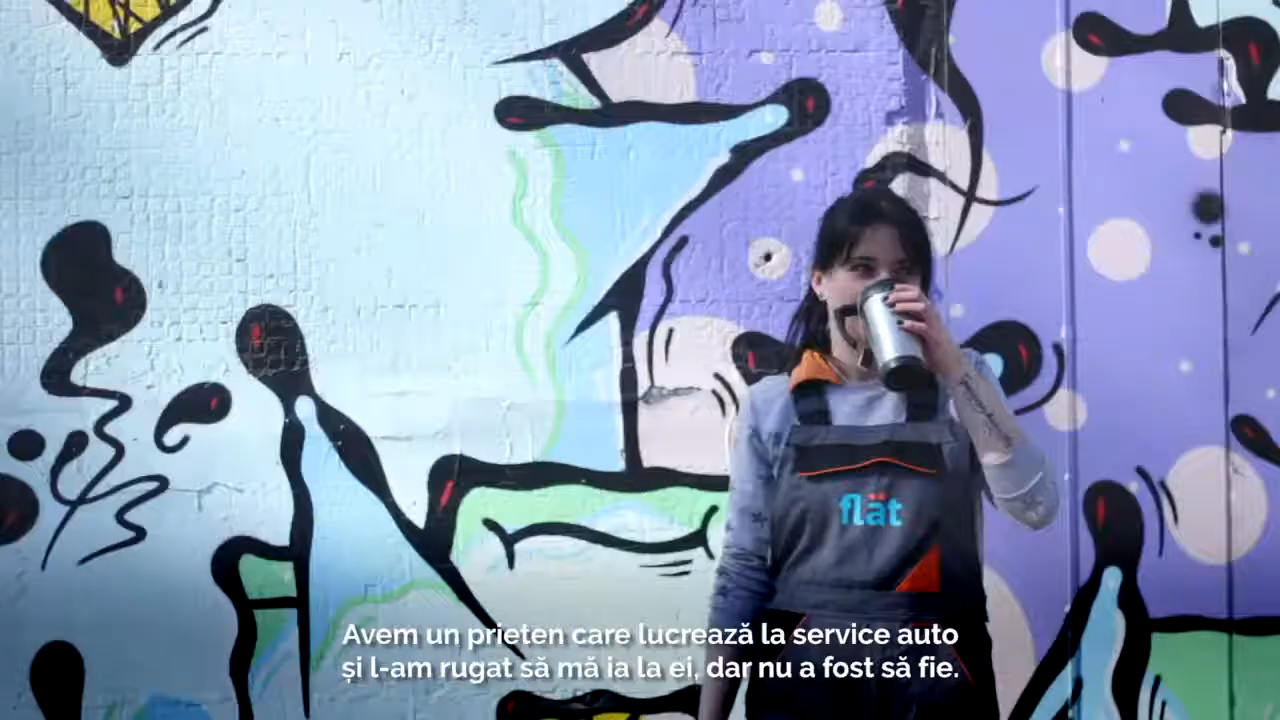 flät
Avem un prieten care lucrează la service auto
și l-am rugat să mă ia la ei, dar nu a fost să fie.